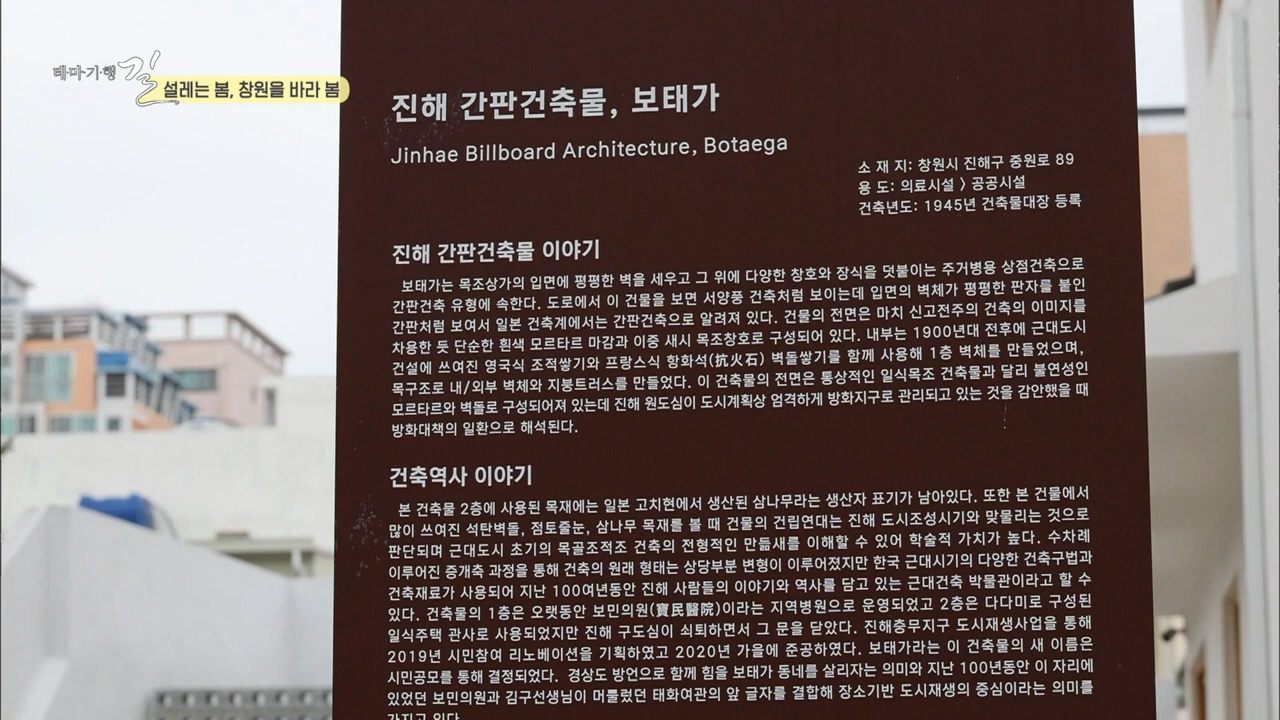 테마기행 길
설레는 봄, 창원을 바라 봄
진해 간판건축물, 보태가
Jinhae Billboard Architecture, Botaega
소 재 지: 창원시 진해구 중원로 89
용 도: 의료시설 > 공공시설
건축년도: 1945년 건축물대장 등록
진해 간판건축물 이야기
보태가는 목조상가의 입면에 평평한 벽을 세우고 그 위에 다양한 창호와 장식을 덧붙이는 주거병용 상점건축으로
간판건축 유형에 속한다. 도로에서 이 건물을 보면 서양풍 건축처럼 보이는데 입면의 벽체가 평평한 판자를 붙인
간판처럼 보여서 일본 건축계에서는 간판건축으로 알려져 있다. 건물의 전면은 마치 신고전주의 건축의 이미지를
차용한 듯 단순한 흰색 모르타르 마감과 이중 새시 목조창호로 구성되어 있다. 내부는 1900년대 전후에 근대도시
건설에 쓰여진 영국식 조적쌓기와 프랑스식 항화석(抗火石) 벽돌쌓기를 함께 사용해 1층 벽체를 만들었으며,
목구조로 내/외부 벽체와 지붕트러스를 만들었다. 이 건축물의 전면은 통상적인 일식목조 건축물과 달리 불연성인
모르타르와 벽돌로 구성되어져 있는데 진해 원도심이 도시계획상 엄격하게 방화지구로 관리되고 있는 것을 감안했을 때
방화대책의 일환으로 해석된다.
건축역사 이야기
본 건축물 2층에 사용된 목재에는 일본 고치현에서 생산된 삼나무라는 생산자 표기가 남아있다. 또한 본 건물에서
많이 쓰여진 석탄벽돌, 점토줄눈, 삼나무 목재를 볼 때 건물의 건립연대는 진해 도시조성시기와 맞물리는 것으로
판단되며 근대도시 초기의 목골조적조 건축의 전형적인 만듦새를 이해할 수 있어 학술적 가치가 높다. 수차례
이루어진 증개축 과정을 통해 건축의 원래 형태는 상당부분 변형이 이루어졌지만 한국 근대시기의 다양한 건축구법과
건축재료가 사용되어 지난 100여년동안 진해 사람들의 이야기와 역사를 담고 있는 근대건축 박물관이라고 할 수
있다. 건축물의 1층은 오랫동안 보민의원(寶民醫院)이라는 지역병원으로 운영되었고 2층은 다다미로 구성된
일식주택 관사로 사용되었지만 진해 구도심이 쇠퇴하면서 그 문을 닫았다. 진해충무지구 도시재생사업을 통해
2019년 시민참여 리노베이션을 기획하였고 2020년 가을에 준공하였다. 보태가라는 이 건축물의 새 이름은
시민공모를 통해 결정되었다. 경상도 방언으로 함께 힘을 보태가 동네를 살리자는 의미와 지난 100년동안 이 자리에
있었던 보민의원과 김구선생님이 머물렀던 태화여관의 앞 글자를 결합해 장소기반 도시재생의 중심이라는 의미를
가지고 있다.